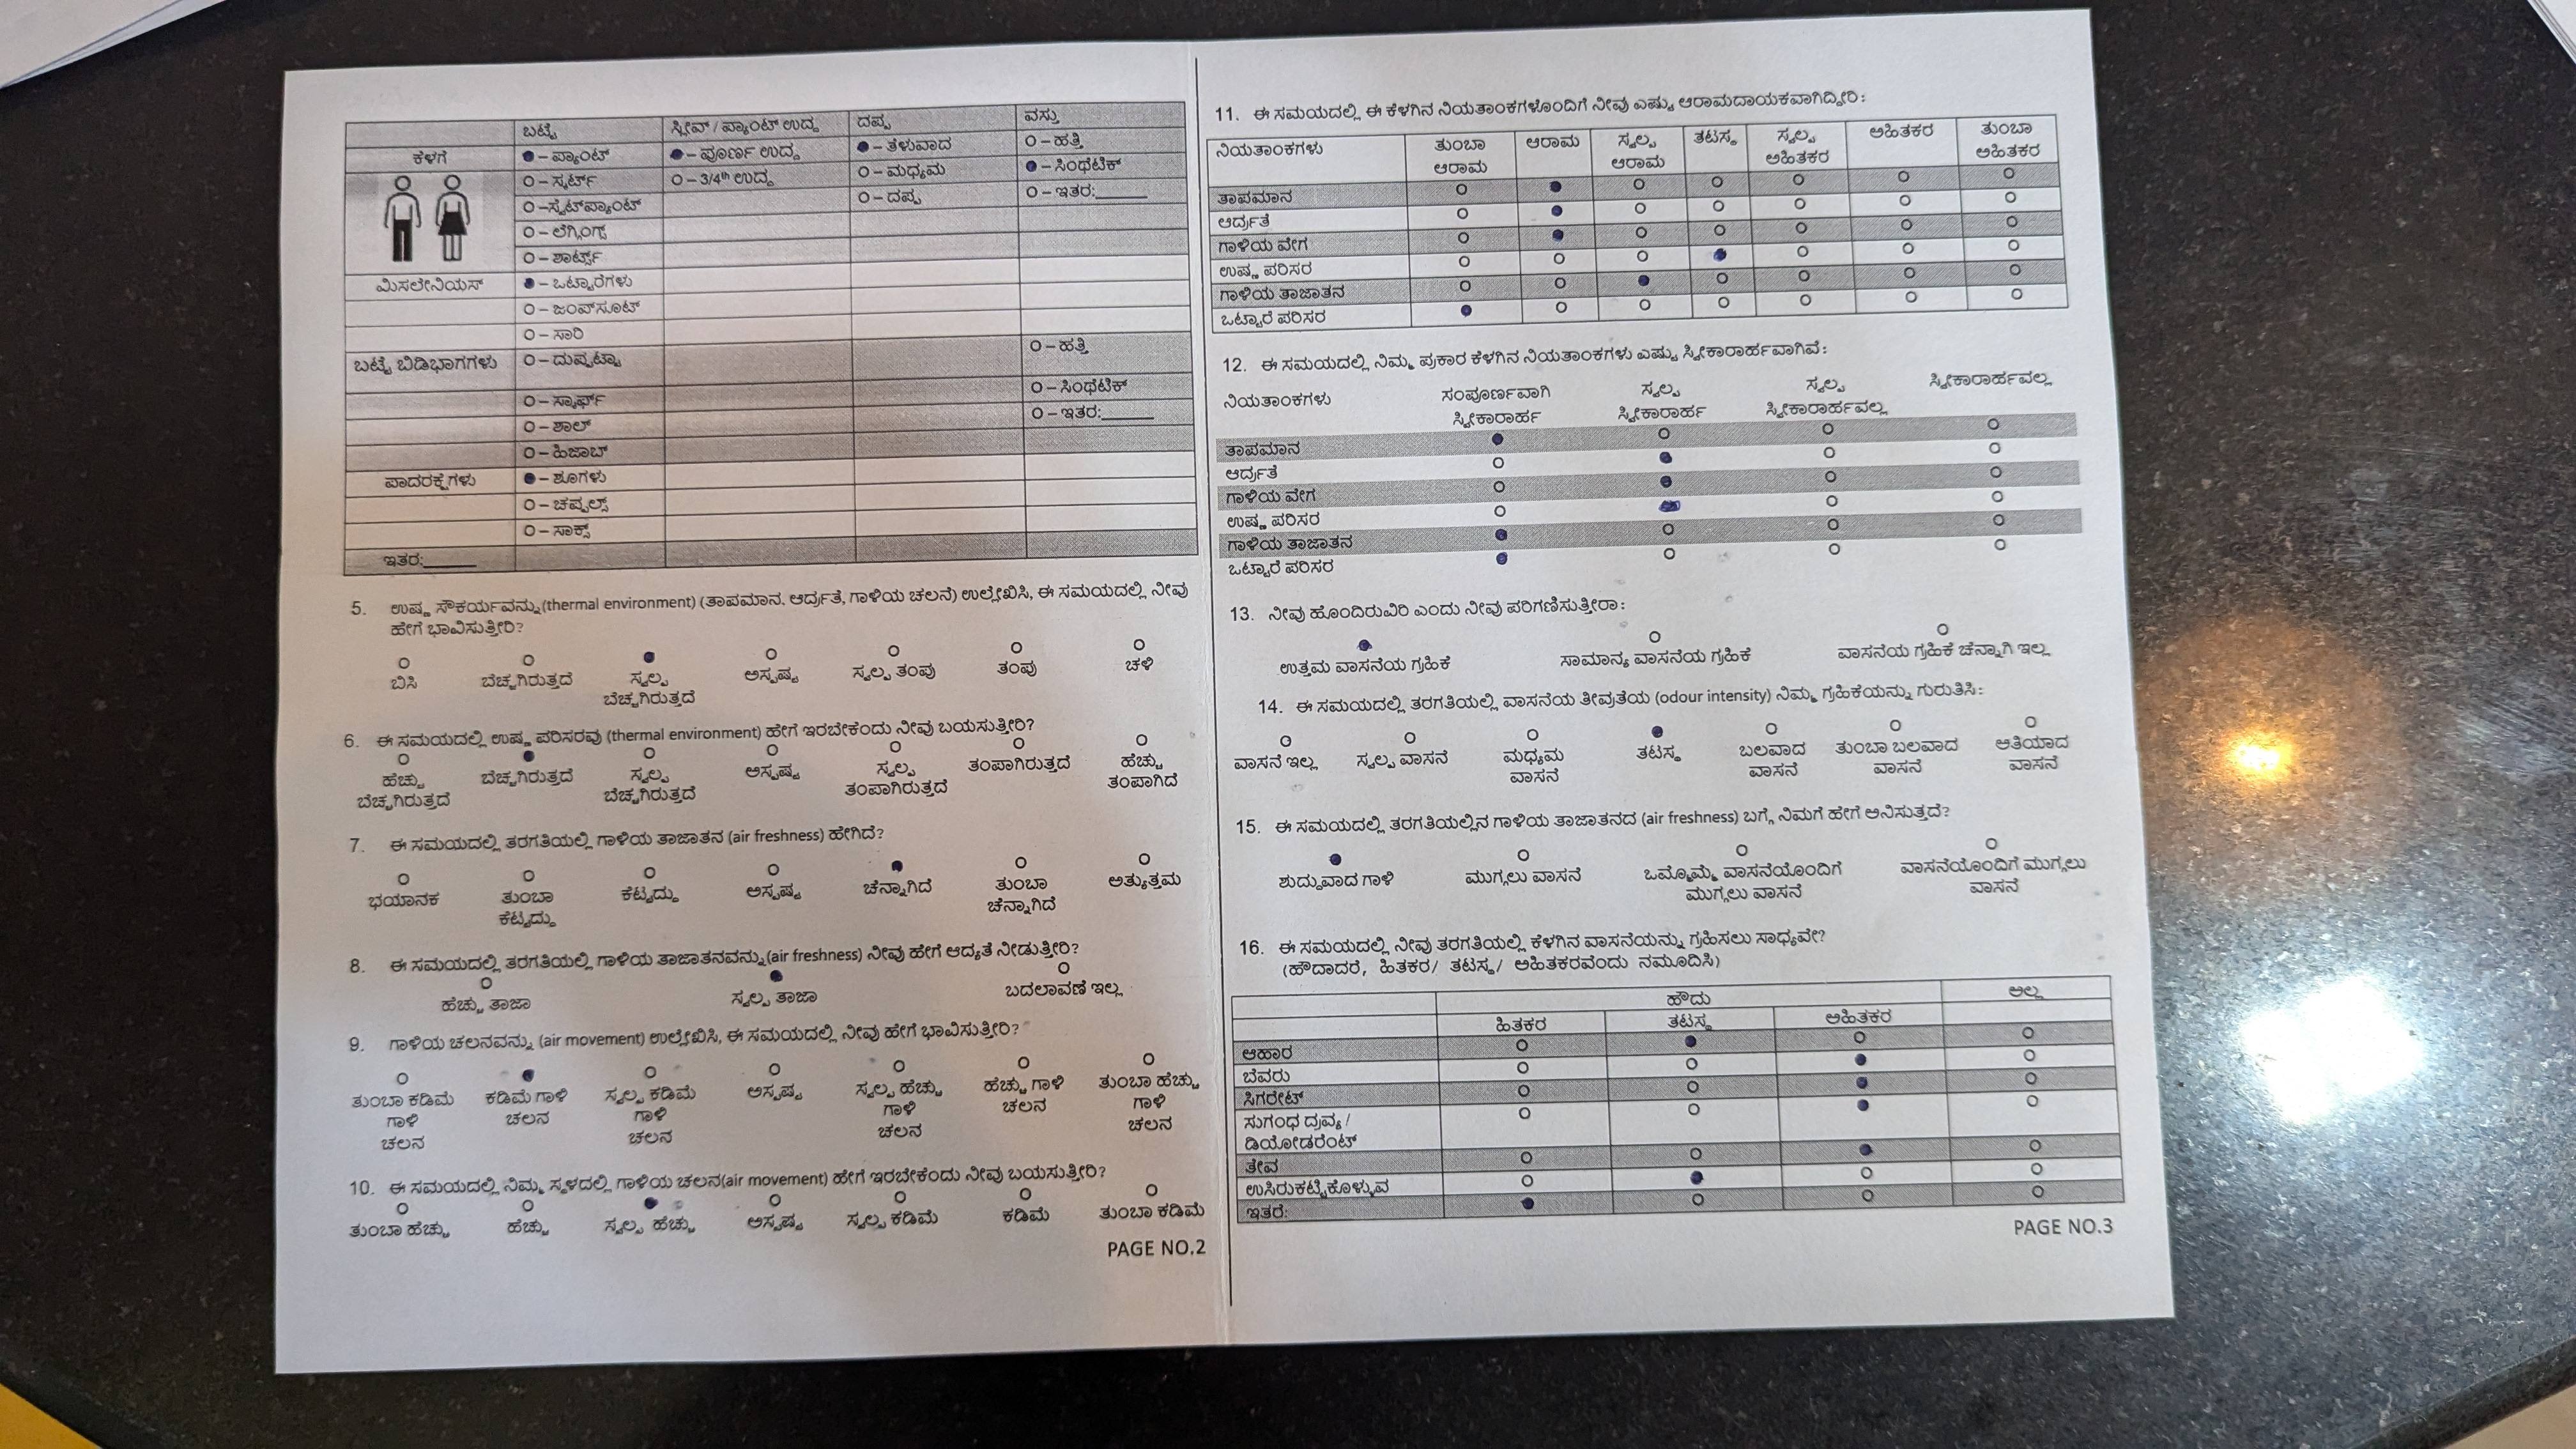 ಬಟ್ಟೆ ಸ್ಲೀವ್ / ಪ್ಯಾಂಟ್ ಉದ್ದ ದಪ್ಪ ವಸ್ತು
ಕೆಳಗೆ ●– ಪ್ಯಾಂಟ್ ●– ಪೂರ್ಣ ಉದ್ದ ●– ತೆಳುವಾದ O – ಹತ್ತಿ
O – ಸ್ಕರ್ಟ್ O – 3/4th ಉದ್ದ O – ಮಧ್ಯಮ ●– ಸಿಂಥೆಟಿಕ್
O –ಸ್ವೆಟ್‌ಪ್ಯಾಂಟ್ O – ದಪ್ಪ O – ಇತರ:______
O – ಲೆಗ್ಗಿಂಗ್ಸ್
O – ಶಾರ್ಟ್ಸ್
ಮಿಸಲೇನಿಯಸ್ ●– ಒಟ್ಟಾರೆಗಳು
O – ಜಂಪ್‌ಸೂಟ್
O – ಸಾರಿ
ಬಟ್ಟೆ ಬಿಡಿಭಾಗಗಳು O – ದುಪ್ಪಟ್ಟಾ O – ಹತ್ತಿ
O – ಸ್ಕಾರ್ಫ್ O – ಸಿಂಥೆಟಿಕ್
O – ಶಾಲ್ O – ಇತರ:______
O – ಹಿಜಾಬ್
ಪಾದರಕ್ಷೆಗಳು ●– ಶೂಗಳು
O – ಚಪ್ಪಲ್ಸ್
O – ಸಾಕ್ಸ್
ಇತರ:______
5. ಉಷ್ಣ ಸೌಕರ್ಯವನ್ನು(thermal environment) (ತಾಪಮಾನ, ಆರ್ದ್ರತೆ, ಗಾಳಿಯ ಚಲನೆ) ಉಲ್ಲೇಖಿಸಿ, ಈ ಸಮಯದಲ್ಲಿ ನೀವು
ಹೇಗೆ ಭಾವಿಸುತ್ತೀರಿ?
ಬಿಸಿ ಬೆಚ್ಚಗಿರುತ್ತದೆ ಸ್ವಲ್ಪ ಅಸ್ಪಷ್ಟ ಸ್ವಲ್ಪ ತಂಪು ತಂಪು ಚಳಿ
ಬೆಚ್ಚಗಿರುತ್ತದೆ
6. ಈ ಸಮಯದಲ್ಲಿ ಉಷ್ಣ ಪರಿಸರವು (thermal environment) ಹೇಗೆ ಇರಬೇಕೆಂದು ನೀವು ಬಯಸುತ್ತೀರಿ?
ಹೆಚ್ಚು ಬೆಚ್ಚಗಿರುತ್ತದೆ ಸ್ವಲ್ಪ ಅಸ್ಪಷ್ಟ ಸ್ವಲ್ಪ ತಂಪಾಗಿರುತ್ತದೆ ಹೆಚ್ಚು
ಬೆಚ್ಚಗಿರುತ್ತದೆ ಬೆಚ್ಚಗಿರುತ್ತದೆ ತಂಪಾಗಿರುತ್ತದೆ ತಂಪಾಗಿದೆ
7. ಈ ಸಮಯದಲ್ಲಿ ತರಗತಿಯಲ್ಲಿ ಗಾಳಿಯ ತಾಜಾತನ (air freshness) ಹೇಗಿದೆ?
ಭಯಾನಕ ತುಂಬಾ ಕೆಟ್ಟದ್ದು ಅಸ್ಪಷ್ಟ ಚೆನ್ನಾಗಿದೆ ತುಂಬಾ ಅತ್ಯುತ್ತಮ
ಕೆಟ್ಟದ್ದು ಚೆನ್ನಾಗಿದೆ
8. ಈ ಸಮಯದಲ್ಲಿ ತರಗತಿಯಲ್ಲಿ ಗಾಳಿಯ ತಾಜಾತನವನ್ನು(air freshness) ನೀವು ಹೇಗೆ ಆದ್ಯತೆ ನೀಡುತ್ತೀರಿ?
ಹೆಚ್ಚು ತಾಜಾ ಸ್ವಲ್ಪ ತಾಜಾ ಬದಲಾವಣೆ ಇಲ್ಲ
9. ಗಾಳಿಯ ಚಲನವನ್ನು (air movement) ಉಲ್ಲೇಖಿಸಿ, ಈ ಸಮಯದಲ್ಲಿ ನೀವು ಹೇಗೆ ಭಾವಿಸುತ್ತೀರಿ?
ತುಂಬಾ ಕಡಿಮೆ ಕಡಿಮೆ ಗಾಳಿ ಸ್ವಲ್ಪ ಕಡಿಮೆ ಅಸ್ಪಷ್ಟ ಸ್ವಲ್ಪ ಹೆಚ್ಚು ಹೆಚ್ಚು ಗಾಳಿ ತುಂಬಾ ಹೆಚ್ಚು
ಗಾಳಿ ಚಲನ ಗಾಳಿ ಗಾಳಿ ಚಲನ ಗಾಳಿ
ಚಲನ ಚಲನ ಚಲನ ಚಲನ
10. ಈ ಸಮಯದಲ್ಲಿ ನಿಮ್ಮ ಸ್ಥಳದಲ್ಲಿ ಗಾಳಿಯ ಚಲನ(air movement) ಹೇಗೆ ಇರಬೇಕೆಂದು ನೀವು ಬಯಸುತ್ತೀರಿ?
ತುಂಬಾ ಹೆಚ್ಚು ಹೆಚ್ಚು ಸ್ವಲ್ಪ ಹೆಚ್ಚು ಅಸ್ಪಷ್ಟ ಸ್ವಲ್ಪ ಕಡಿಮೆ ಕಡಿಮೆ ತುಂಬಾ ಕಡಿಮೆ
PAGE NO.2
11. ಈ ಸಮಯದಲ್ಲಿ ಈ ಕೆಳಗಿನ ನಿಯತಾಂಕಗಳೊಂದಿಗೆ ನೀವು ಎಷ್ಟು ಆರಾಮದಾಯಕವಾಗಿದ್ದೀರಿ:
ನಿಯತಾಂಕಗಳು ತುಂಬಾ ಆರಾಮ ಸ್ವಲ್ಪ ತಟಸ್ಥ ಸ್ವಲ್ಪ ಅಹಿತಕರ ತುಂಬಾ
ಆರಾಮ ಆರಾಮ ಅಹಿತಕರ ಅಹಿತಕರ
ತಾಪಮಾನ
ಆರ್ದ್ರತೆ
ಗಾಳಿಯ ವೇಗ
ಉಷ್ಣ ಪರಿಸರ
ಗಾಳಿಯ ತಾಜಾತನ
ಒಟ್ಟಾರೆ ಪರಿಸರ
12. ಈ ಸಮಯದಲ್ಲಿ ನಿಮ್ಮ ಪ್ರಕಾರ ಕೆಳಗಿನ ನಿಯತಾಂಕಗಳು ಎಷ್ಟು ಸ್ವೀಕಾರಾರ್ಹವಾಗಿವೆ:
ನಿಯತಾಂಕಗಳು ಸಂಪೂರ್ಣವಾಗಿ ಸ್ವಲ್ಪ ಸ್ವಲ್ಪ ಸ್ವೀಕಾರಾರ್ಹವಲ್ಲ
ಸ್ವೀಕಾರಾರ್ಹ ಸ್ವೀಕಾರಾರ್ಹ ಸ್ವೀಕಾರಾರ್ಹವಲ್ಲ
ತಾಪಮಾನ
ಆರ್ದ್ರತೆ
ಗಾಳಿಯ ವೇಗ
ಉಷ್ಣ ಪರಿಸರ
ಗಾಳಿಯ ತಾಜಾತನ
ಒಟ್ಟಾರೆ ಪರಿಸರ
13. ನೀವು ಹೊಂದಿರುವಿರಿ ಎಂದು ನೀವು ಪರಿಗಣಿಸುತ್ತೀರಾ:
ಉತ್ತಮ ವಾಸನೆಯ ಗ್ರಹಿಕೆ ಸಾಮಾನ್ಯ ವಾಸನೆಯ ಗ್ರಹಿಕೆ ವಾಸನೆಯ ಗ್ರಹಿಕೆ ಚೆನ್ನಾಗಿ ಇಲ್ಲ
14. ಈ ಸಮಯದಲ್ಲಿ ತರಗತಿಯಲ್ಲಿ ವಾಸನೆಯ ತೀವ್ರತೆಯ (odour intensity) ನಿಮ್ಮ ಗ್ರಹಿಕೆಯನ್ನು ಗುರುತಿಸಿ:
ವಾಸನೆ ಇಲ್ಲ ಸ್ವಲ್ಪ ವಾಸನೆ ಮಧ್ಯಮ ತಟಸ್ಥ ಬಲವಾದ ತುಂಬಾ ಬಲವಾದ ಅತಿಯಾದ
ವಾಸನೆ ವಾಸನೆ ವಾಸನೆ ವಾಸನೆ
15. ಈ ಸಮಯದಲ್ಲಿ ತರಗತಿಯಲ್ಲಿನ ಗಾಳಿಯ ತಾಜಾತನದ (air freshness) ಬಗ್ಗೆ ನಿಮಗೆ ಹೇಗೆ ಅನಿಸುತ್ತದೆ?
ಶುದ್ಧವಾದ ಗಾಳಿ ಮುಗ್ಗಲು ವಾಸನೆ ಒಮ್ಮೊಮ್ಮೆ ವಾಸನೆಯೊಂದಿಗೆ ವಾಸನೆಯೊಂದಿಗೆ ಮುಗ್ಗಲು
ಮುಗ್ಗಲು ವಾಸನೆ ವಾಸನೆ
16. ಈ ಸಮಯದಲ್ಲಿ ನೀವು ತರಗತಿಯಲ್ಲಿ ಕೆಳಗಿನ ವಾಸನೆಯನ್ನು ಗ್ರಹಿಸಲು ಸಾಧ್ಯವೇ?
(ಹೌದಾದರೆ, ಹಿತಕರ/ ತಟಸ್ಥ/ ಅಹಿತಕರವೆಂದು ನಮೂದಿಸಿ)
ಹೌದು ಅಲ್ಲ
ಹಿತಕರ ತಟಸ್ಥ ಅಹಿತಕರ
ಆಹಾರ
ಬೆವರು
ಸಿಗರೇಟ್
ಸುಗಂಧ ದ್ರವ್ಯ /
ಡಿಯೋಡರೆಂಟ್
ತೇವ
ಉಸಿರುಕಟ್ಟಿಕೊಳ್ಳುವ
ಇತರೆ:
PAGE NO.3